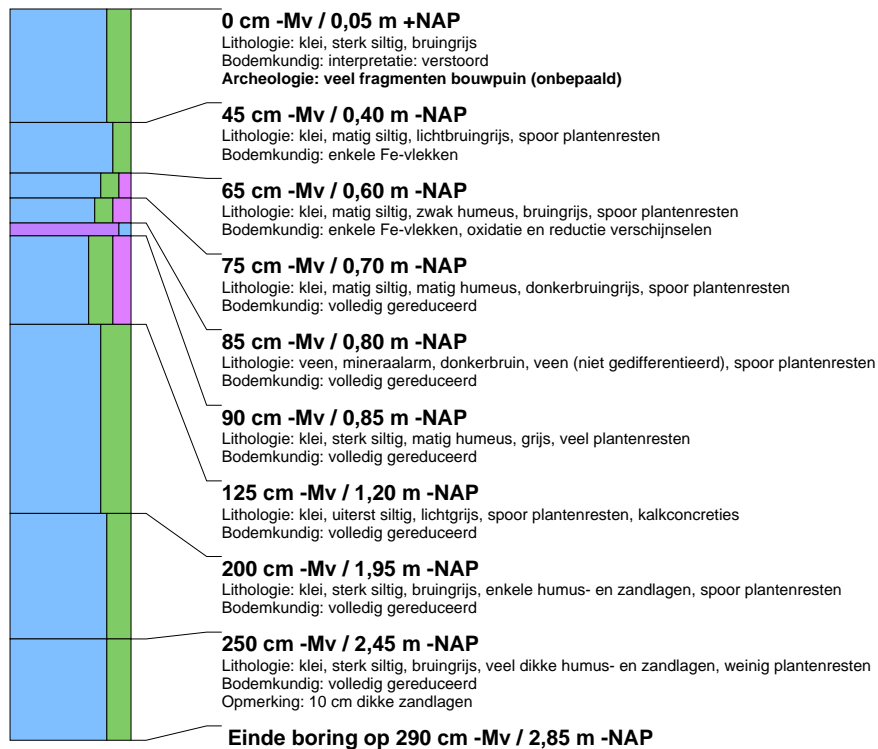 0 cm -Mv / 0,05 m +NAP
Lithologie: klei, sterk siltig, bruingrijs
Bodemkundig: interpretatie: verstoord
Archeologie: veel fragmenten bouwpuin (onbepaald)
45 cm -Mv / 0,40 m -NAP
Lithologie: klei, matig siltig, lichtbruingrijs, spoor plantenresten
Bodemkundig: enkele Fe-vlekken
65 cm -Mv / 0,60 m -NAP
Lithologie: klei, matig siltig, zwak humeus, bruingrijs, spoor plantenresten
Bodemkundig: enkele Fe-vlekken, oxidatie en reductie verschijnselen
75 cm -Mv / 0,70 m -NAP
Lithologie: klei, matig siltig, matig humeus, donkerbruingrijs, spoor plantenresten
Bodemkundig: volledig gereduceerd
85 cm -Mv / 0,80 m -NAP
Lithologie: veen, mineraalarm, donkerbruin, veen (niet gedifferentieerd), spoor plantenresten
Bodemkundig: volledig gereduceerd
90 cm -Mv / 0,85 m -NAP
Lithologie: klei, sterk siltig, matig humeus, grijs, veel plantenresten
Bodemkundig: volledig gereduceerd
125 cm -Mv / 1,20 m -NAP
Lithologie: klei, uiterst siltig, lichtgrijs, spoor plantenresten, kalkconcreties
Bodemkundig: volledig gereduceerd
200 cm -Mv / 1,95 m -NAP
Lithologie: klei, sterk siltig, bruingrijs, enkele humus- en zandlagen, spoor plantenresten
Bodemkundig: volledig gereduceerd
250 cm -Mv / 2,45 m -NAP
Lithologie: klei, sterk siltig, bruingrijs, veel dikke humus- en zandlagen, weinig plantenresten
Bodemkundig: volledig gereduceerd
Opmerking: 10 cm dikke zandlagen
Einde boring op 290 cm -Mv / 2,85 m -NAP